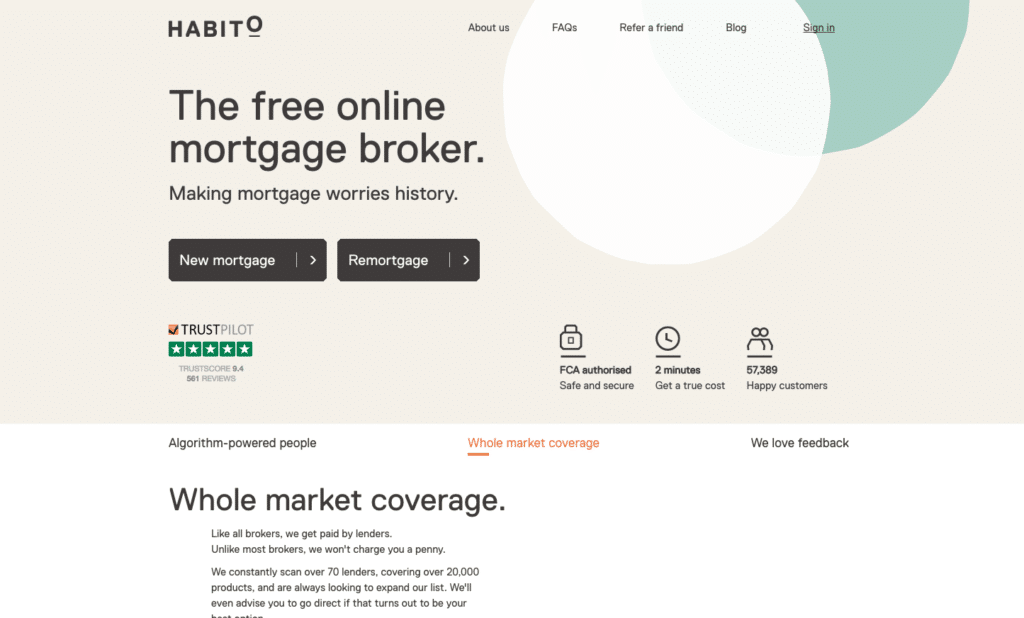 HABITO
About us
FAQs
Refer a friend
Blog
Sign in
The free online
mortgage broker.
Making mortgage worries history.
New mortgage
Remortgage
TRUSTPILOT
TRUSTSCORE 9.4
561 REVIEWS
FCA authorised
Safe and secure
2 minutes
Get a true cost
57,389
Happy customers
Algorithm-powered people
Whole market coverage
We love feedback
Whole market coverage.
Like all brokers, we get paid by lenders.
Unlike most brokers, we won't charge you a penny.
We constantly scan over 70 lenders, covering over 20,000
products, and are always looking to expand our list. We'll
even advise you to go direct if that turns out to be your
best option